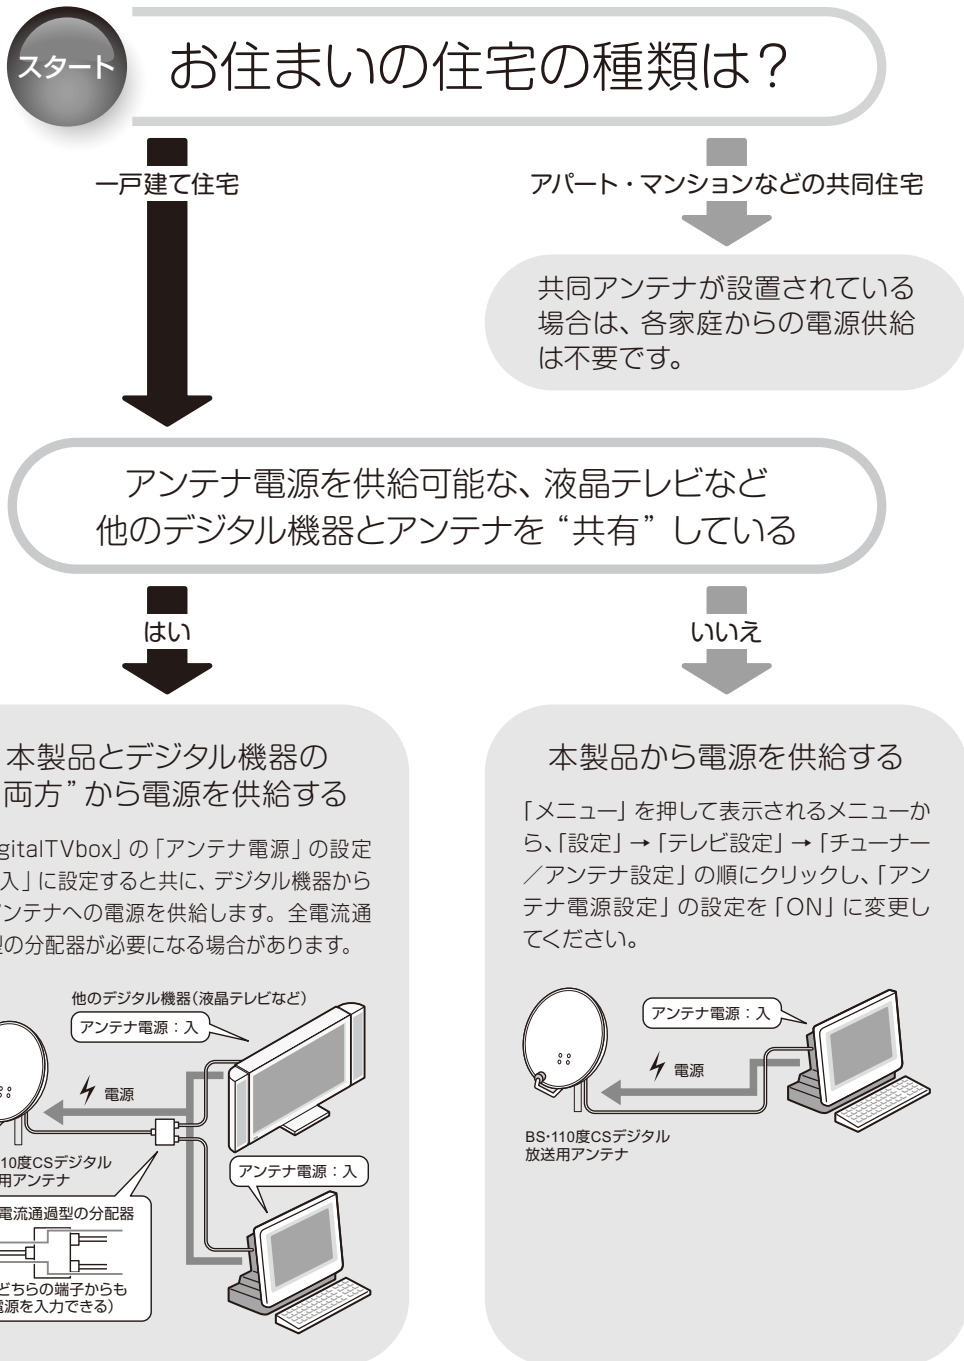 スタート
お住まいの住宅の種類は？
一戸建て住宅
アパート・マンションなどの共同住宅
共同アンテナが設置されている
場合は、各家庭からの電源供給
は不要です。
アンテナ電源を供給可能な、液晶テレビなど
他のデジタル機器とアンテナを“共有”している
はい
いいえ
本製品とデジタル機器の
両方”から電源を供給する
gitalTVbox」の「アンテナ電源」の設定
入」に設定すると共に、デジタル機器から
ンテナへの電源を供給します。全電流通
型の分配器が必要になる場合があります。
他のデジタル機器（液晶テレビなど）
アンテナ電源：入
電源
10度CSデジタル
用アンテナ
アンテナ電源：入
電流通過型の分配器
どちらの端子からも
電源を入力できる）
本製品から電源を供給する
「メニュー」を押して表示されるメニューか
ら、「設定」→「テレビ設定」→「チューナー
／アンテナ設定」の順にクリックし、「アン
テナ電源設定」の設定を「ON」に変更し
てください。
アンテナ電源：入
電源
BS・110度CSデジタル
放送用アンテナ